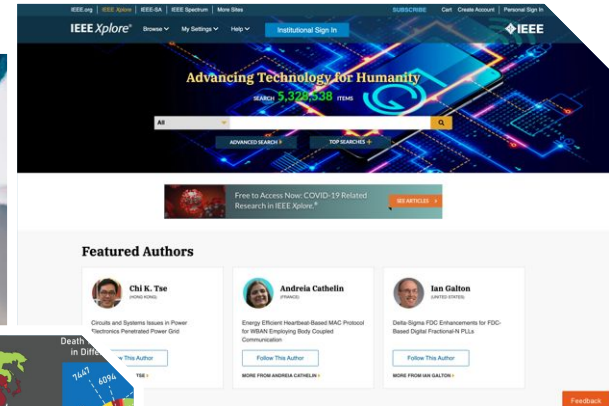 IEEE.org | IEEE Xplore | IEEE-SA | IEEE Spectrum | More Sites
SUBSCRIBE Cart Create Account | Personal Sign In
IEEE Xplore® Browse My Settings Help Institutional Sign In
IEEE
Advancing Technology for Humanity
SEARCH 5,328,538 ITEMS
All
ADVANCED SEARCH TOP SEARCHES
Free to Access Now: COVID-19 Related
Research in IEEE Xplore.®
SEE ARTICLES
Featured Authors
Chi K. Tse
(HONG KONG)
Circuits and Systems Issues in Power
Electronics Penetrated Power Grid
This Author
TSE
Andreia Cathelin
(FRANCE)
Energy Efficient Heartbeat-Based MAC Protocol
for WBAN Employing Body Coupled
Communication
Follow This Author
MORE FROM ANDREIA CATHELIN
Ian Galton
(UNITED STATES)
Delta-Sigma FDC Enhancements for FDC-
Based Digital Fractional-N PLLs
Follow This Author
MORE FROM IAN GALTON
Feedback
Death
in
7447
6094